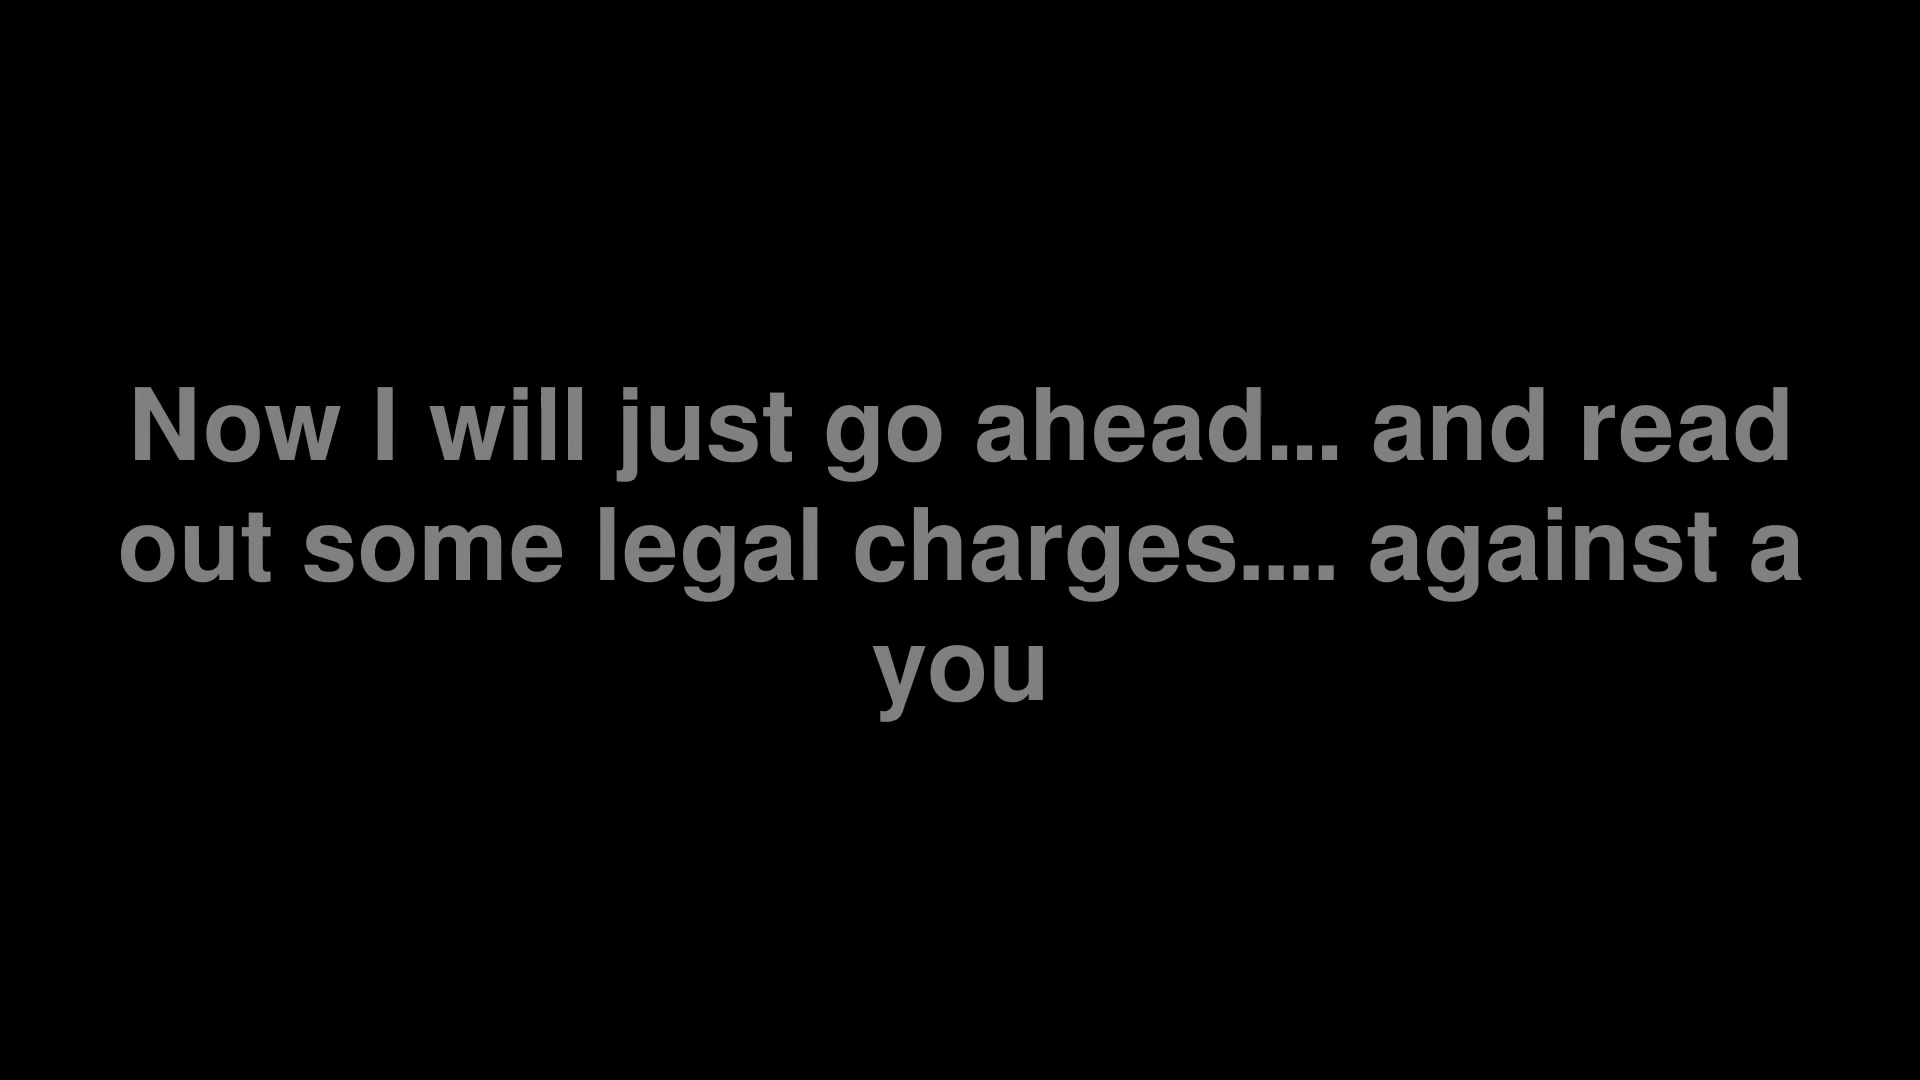 Now I will just go ahead... and read
out some legal charges.... against a
you